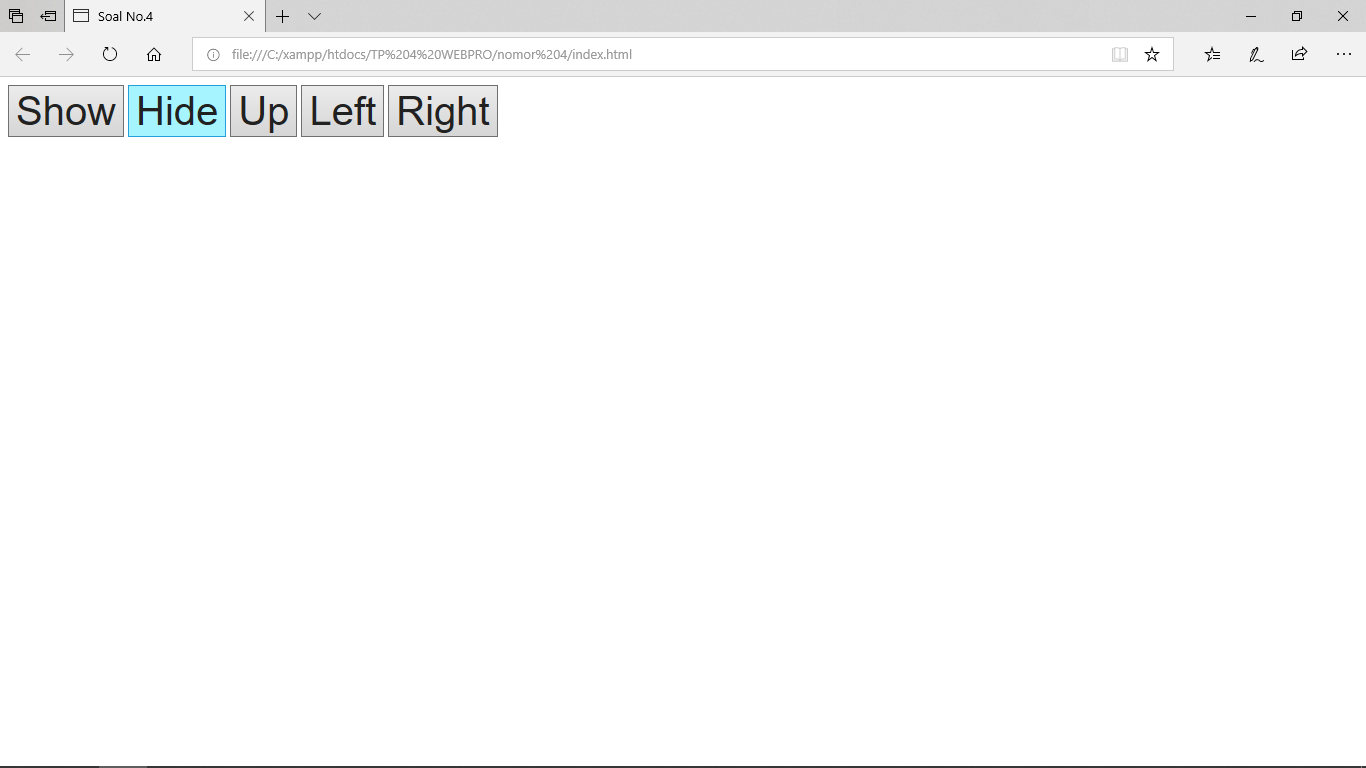 Soal No.4
file:///C:/xampp/htdocs/TP%204%20WEBPRO/nomor%204/index.html
Show Hide Up Left Right